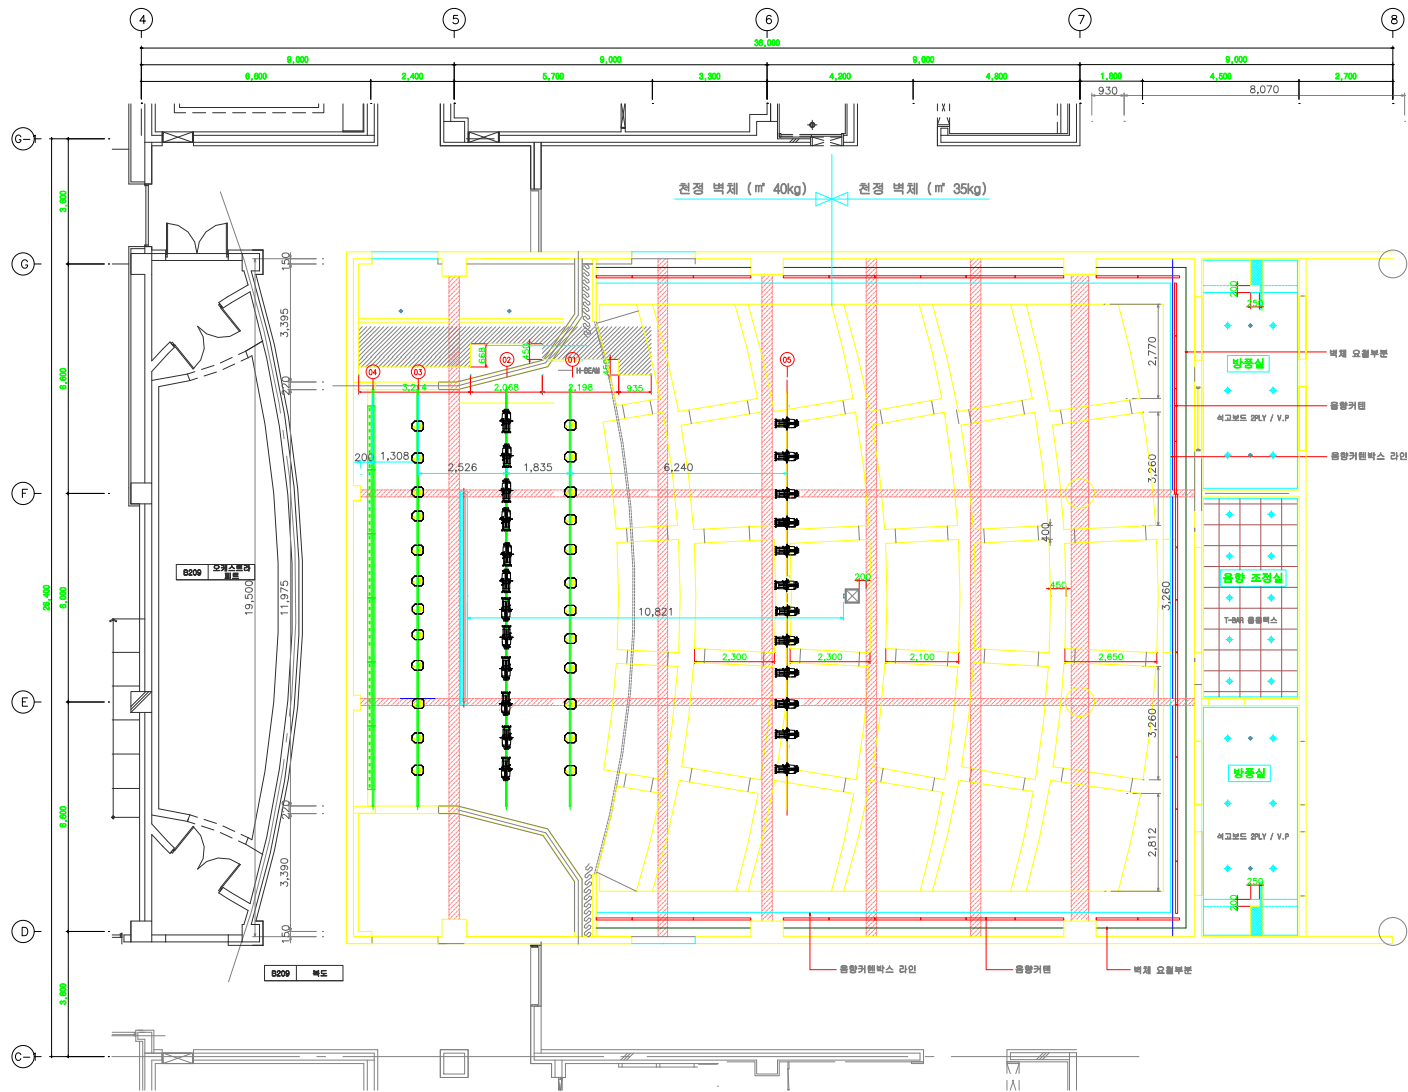 4 5 6 7 8
36,000
9,000 9,000 9,000 9,000
6,600 2,400 5,700 3,300 4,200 4,800 1,800 4,500 2,700
930 8,070
G-1
천정 벽체 (㎡ 40kg) 천정 벽체 (㎡ 35kg)
3,600
G
150
200
250
3,395
6,600
2,770
벽체 요철부분
방풍실
668
450
02
01
05
H-BEAM
450
04
03
220
3,214 2,068 2,198 935
음향커텐
석고보드 2PLY / V.P
200 1,308
2,526 1,835 6,240
3,260
음향커텐박스 라인
F
400
B209 오케스트라 피트
음향 조정실
200
450
19,500
11,975
3,260
26,400
6,000
10,821
2,300 2,300 2,100 2,650
E
3,260
방풍실
220
6,600
석고보드 2PLY / V.P
2,812
3,390
250
200
D
150
B209 복도
음향커텐박스 라인
음향커텐
벽체 요철부분
3,600